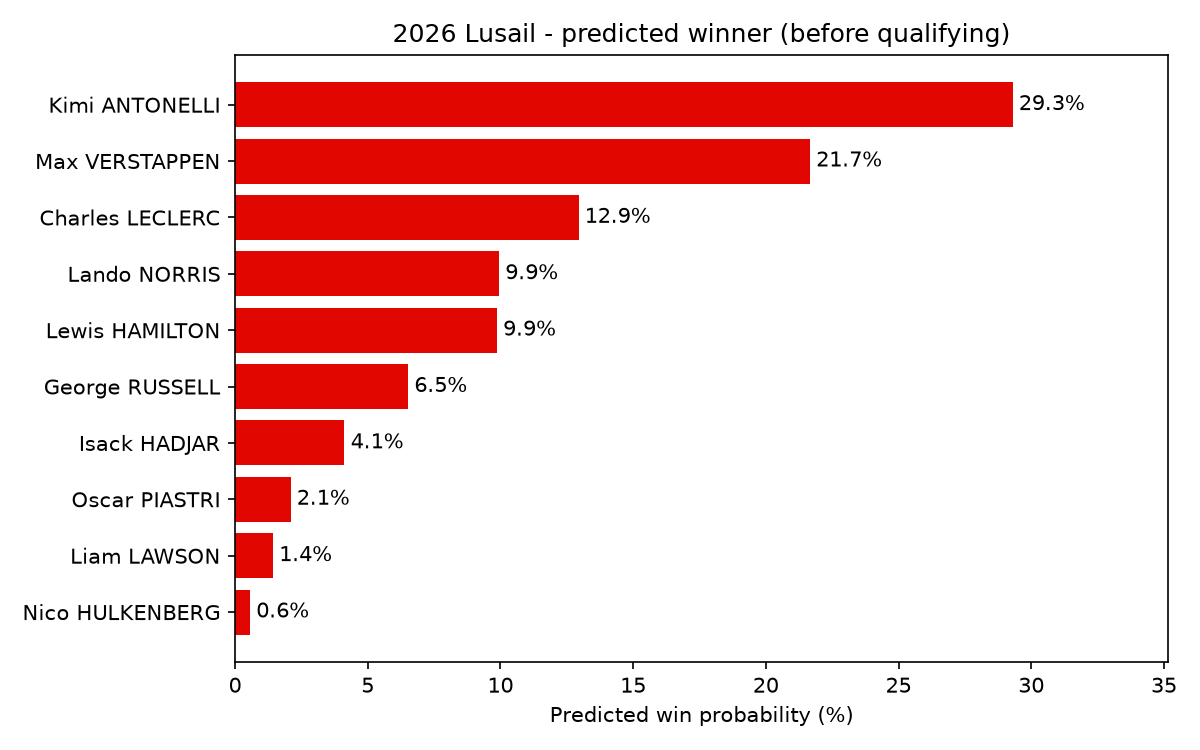 2026 Lusail - predicted winner (before qualifying)
Kimi ANTONELLI 29.3%
Max VERSTAPPEN 21.7%
Charles LECLERC 12.9%
Lando NORRIS 9.9%
Lewis HAMILTON 9.9%
George RUSSELL 6.5%
Isack HADJAR 4.1%
Oscar PIASTRI 2.1%
Liam LAWSON 1.4%
Nico HULKENBERG 0.6%
0 5 10 15 20 25 30 35
Predicted win probability (%)